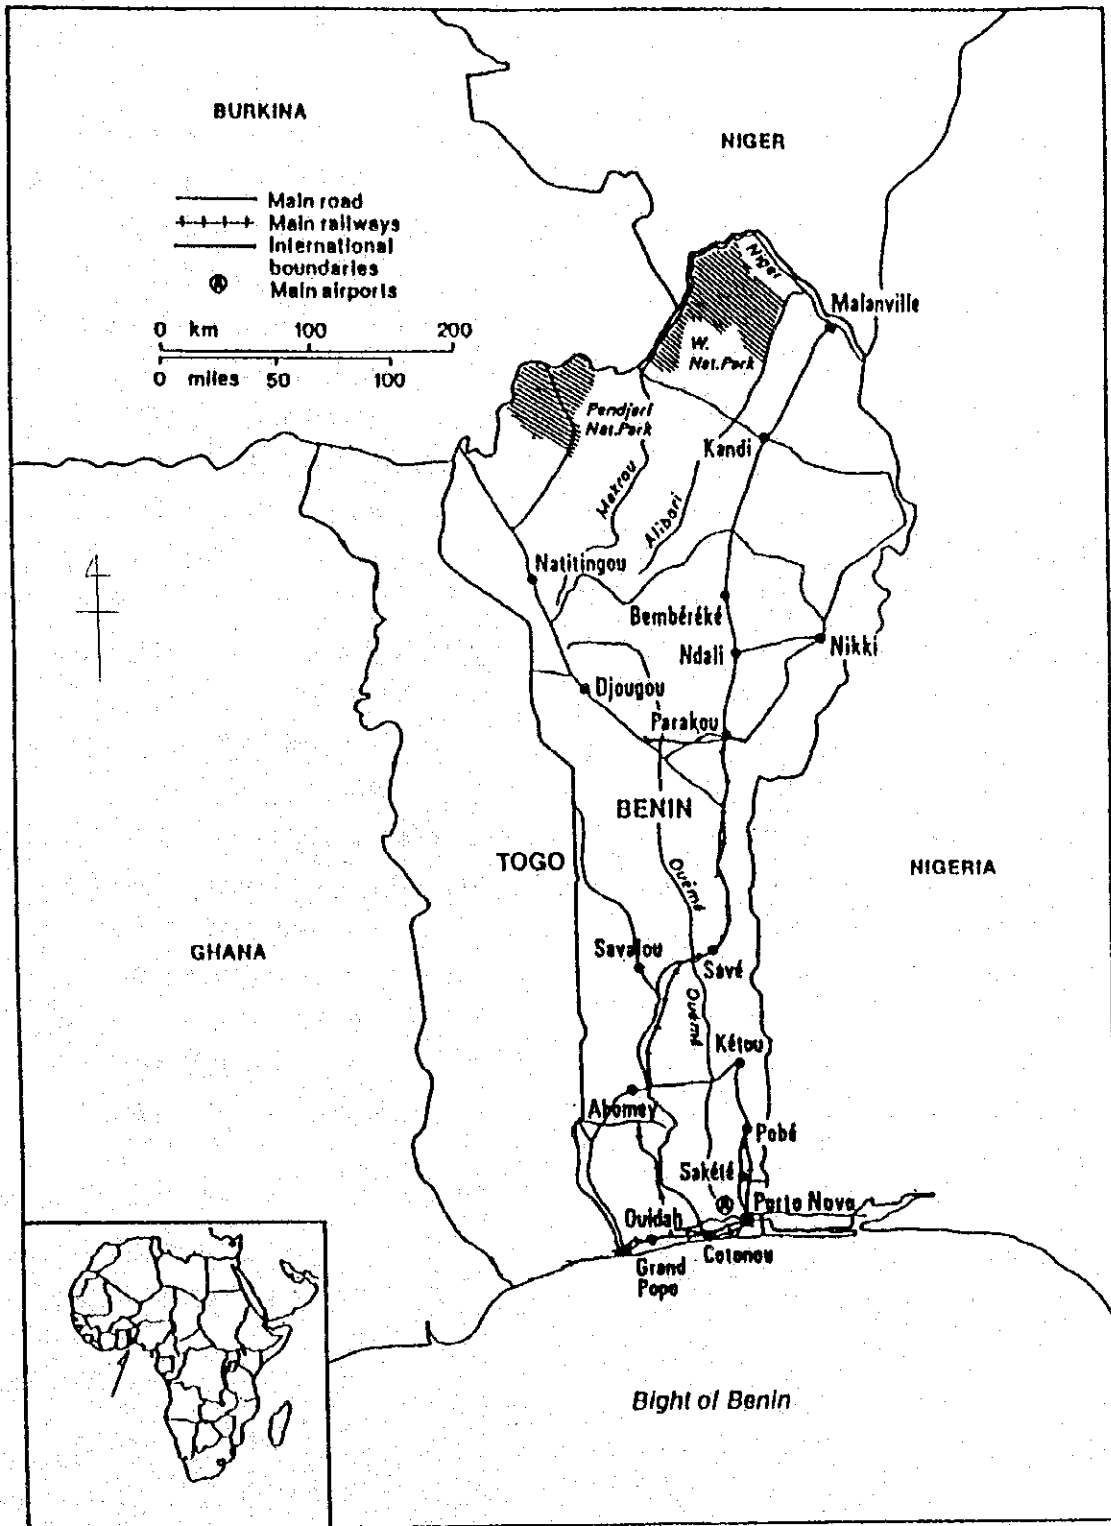 BURKINA
NIGER
Main road
Main railways
International
boundaries
Main airports
0 km 100 200
0 miles 50 100
Niger
Malanville
W.
Nat.Park
Pendjari
Nat.Park
Kandi
Mekrou
Alibori
Natitingou
Bembéréké
Ndali
Nikki
Djougou
Parakou
BENIN
TOGO
NIGERIA
Ouémé
GHANA
Savalou
Savé
Ouémé
Kétou
Abomey
Pobé
Sakété
Porto Novo
Ouidah
Cotonou
Grand
Popo
Bight of Benin